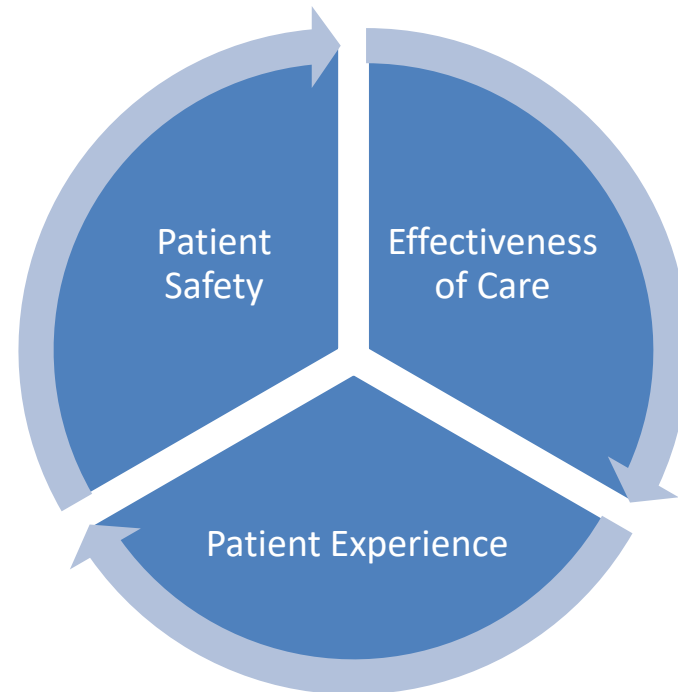 Patient
Safety
Effectiveness
of Care
Patient Experience